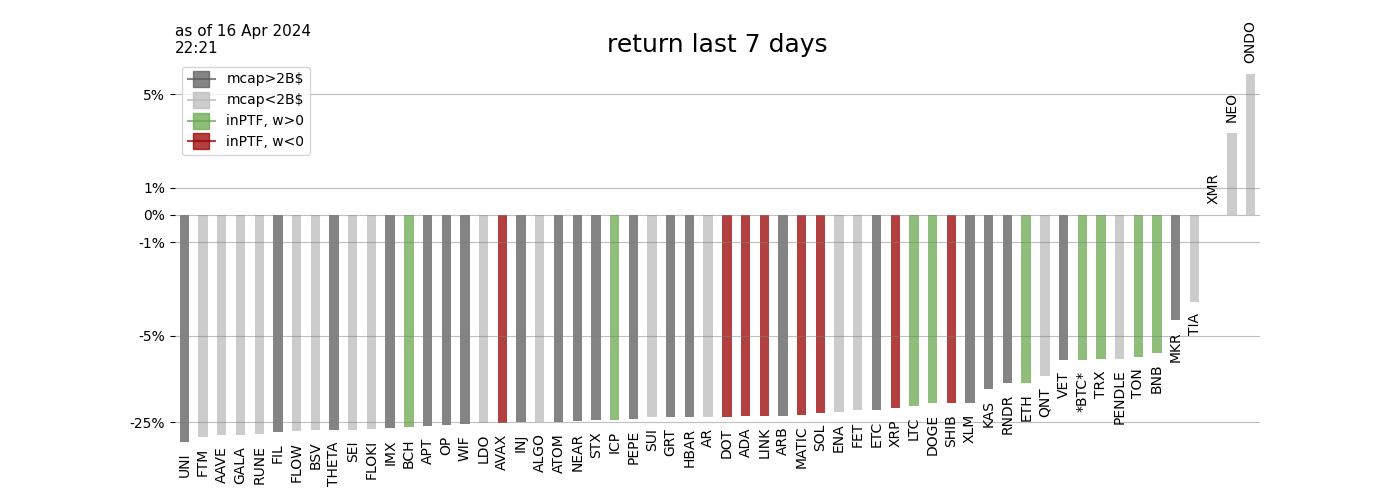 as of 16 Apr 2024
22:21
return last 7 days
mcap>2B$
mcap<2B$
inPTF, w>0
inPTF, w<0
5%
1%
0%
-1%
-5%
-25%
UNI
FTM
AAVE
GALA
RUNE
FIL
FLOW
BSV
THETA
SEI
FLOKI
IMX
BCH
APT
OP
WIF
LDO
AVAX
INJ
ALGO
ATOM
NEAR
STX
ICP
PEPE
SUI
GRT
HBAR
AR
DOT
ADA
LINK
ARB
MATIC
SOL
ENA
FET
ETC
XRP
LTC
DOGE
SHIB
XLM
KAS
RNDR
ETH
QNT
VET
*BTC*
TRX
PENDLE
TON
BNB
MKR
TIA
XMR
NEO
ONDO